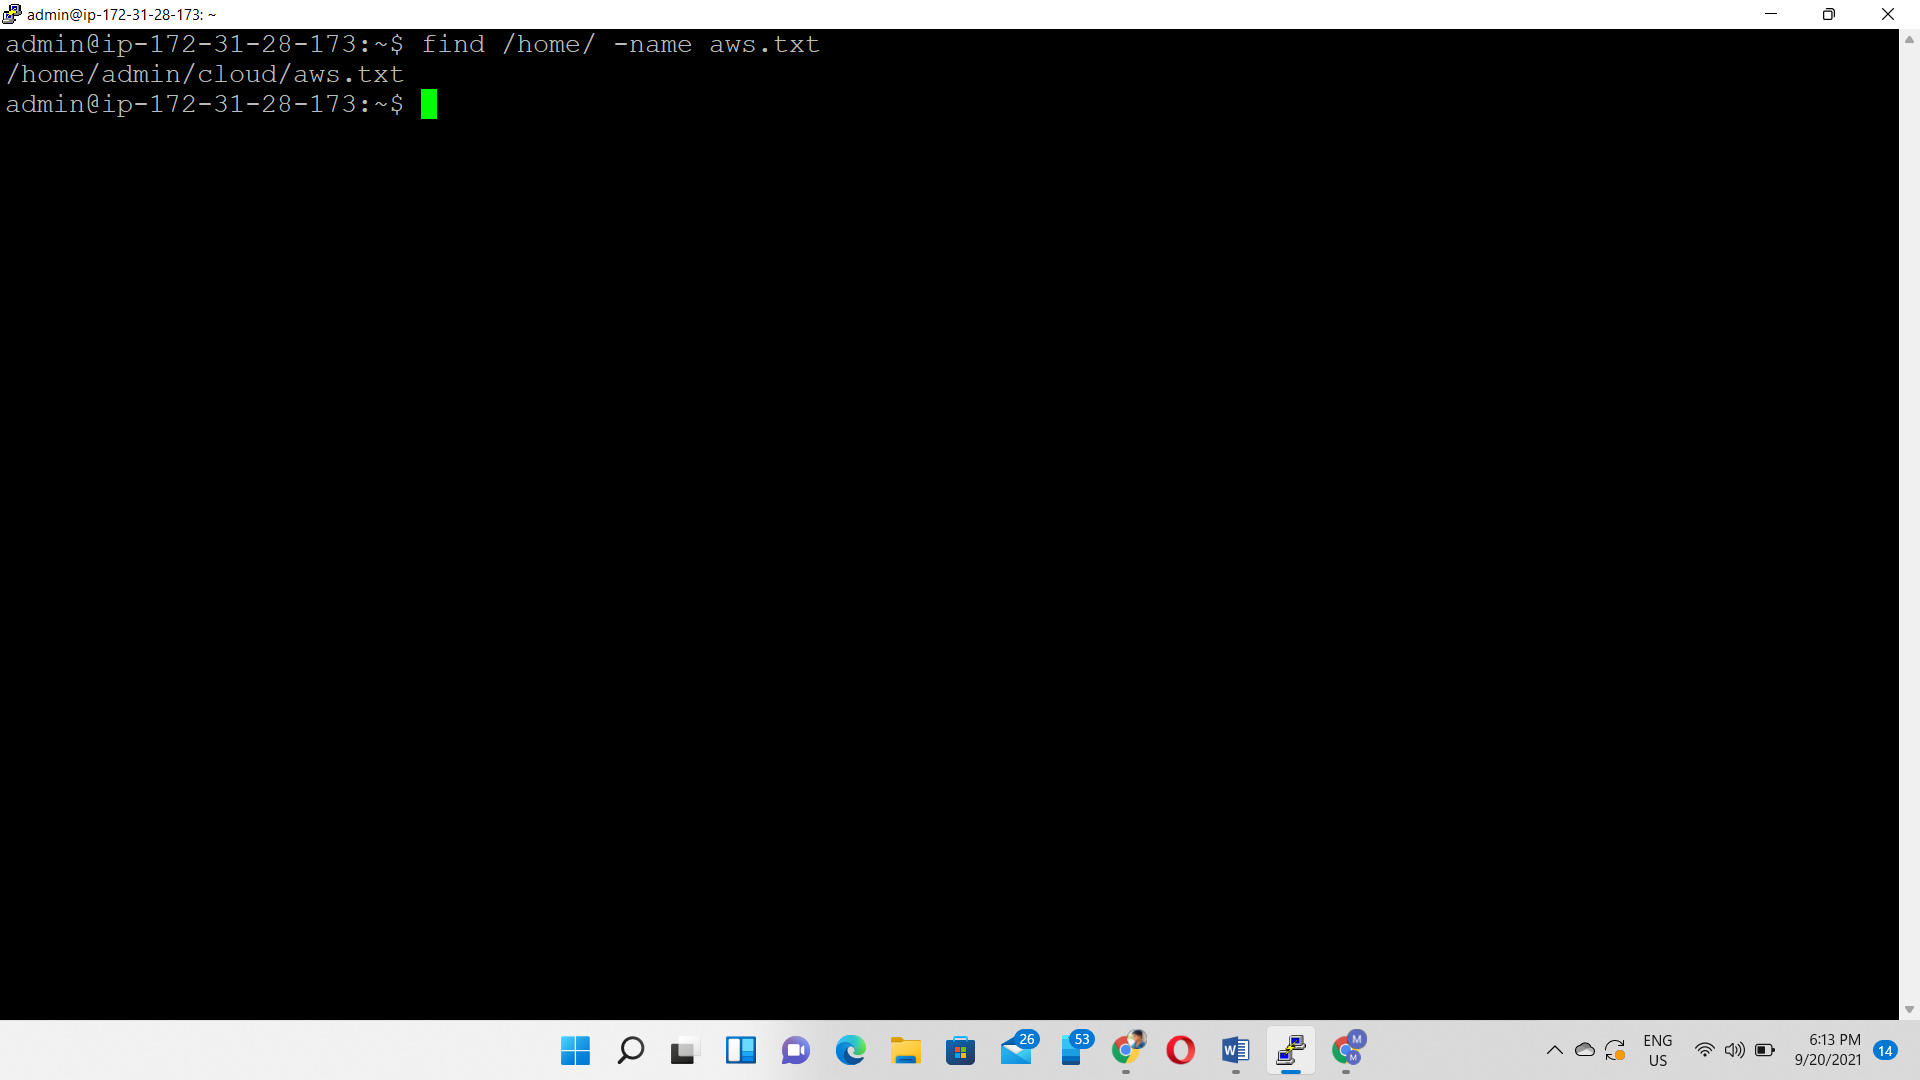 admin@ip-172-31-28-173: ~
admin@ip-172-31-28-173:~$ find /home/ -name aws.txt
/home/admin/cloud/aws.txt
admin@ip-172-31-28-173:~$
26
53
W
M
M
ENG
US
6:13 PM
9/20/2021
14